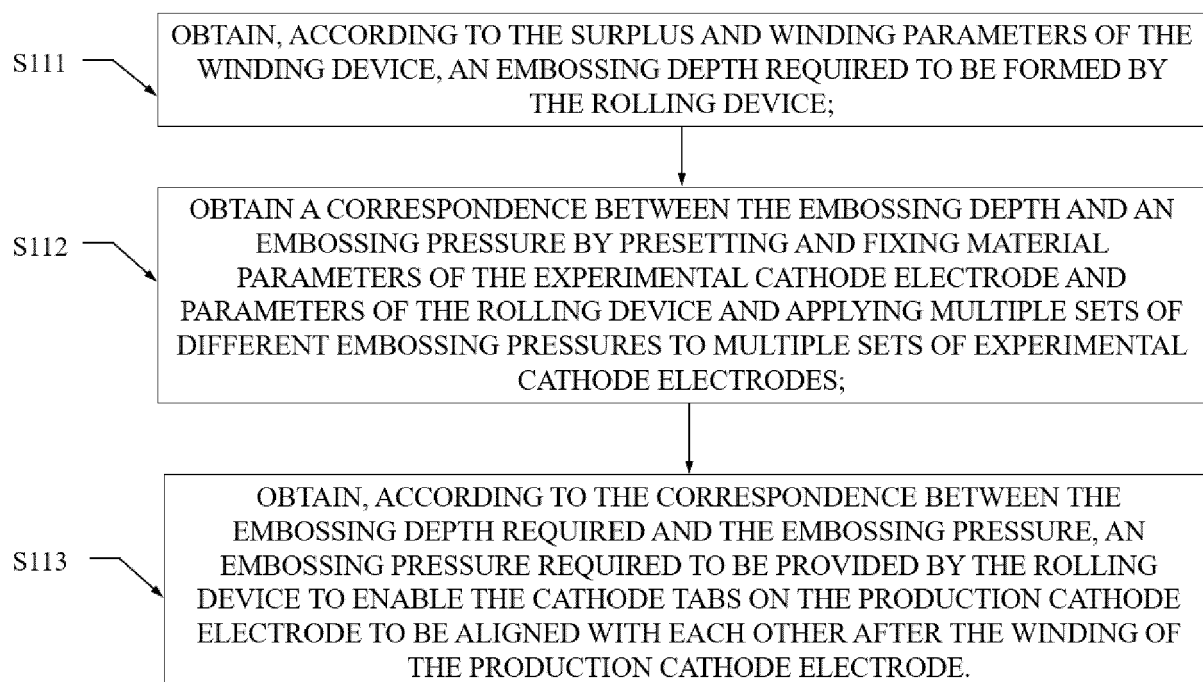 S111
OBTAIN, ACCORDING TO THE SURPLUS AND WINDING PARAMETERS OF THE
WINDING DEVICE, AN EMBOSSING DEPTH REQUIRED TO BE FORMED BY
THE ROLLING DEVICE;
S112
OBTAIN A CORRESPONDENCE BETWEEN THE EMBOSSING DEPTH AND AN
EMBOSSING PRESSURE BY PRESETTING AND FIXING MATERIAL
PARAMETERS OF THE EXPERIMENTAL CATHODE ELECTRODE AND
PARAMETERS OF THE ROLLING DEVICE AND APPLYING MULTIPLE SETS OF
DIFFERENT EMBOSSING PRESSURES TO MULTIPLE SETS OF EXPERIMENTAL
CATHODE ELECTRODES;
S113
OBTAIN, ACCORDING TO THE CORRESPONDENCE BETWEEN THE
EMBOSSING DEPTH REQUIRED AND THE EMBOSSING PRESSURE, AN
EMBOSSING PRESSURE REQUIRED TO BE PROVIDED BY THE ROLLING
DEVICE TO ENABLE THE CATHODE TABS ON THE PRODUCTION CATHODE
ELECTRODE TO BE ALIGNED WITH EACH OTHER AFTER THE WINDING OF
THE PRODUCTION CATHODE ELECTRODE.